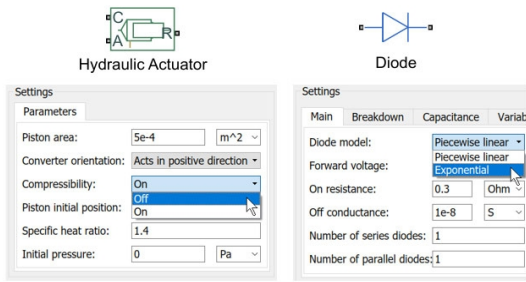 C
A
R
Hydraulic Actuator
Diode
Settings
Parameters
Piston area: 5e-4 m^2
Converter orientation: Acts in positive direction
Compressibility: On
Off
Piston initial position: On
Specific heat ratio: 1.4
Initial pressure: 0 Pa
Settings
Main Breakdown Capacitance Variab
Diode model: Piecewise linear
Piecewise linear
Forward voltage: Exponential
On resistance: 0.3 Ohm
Off conductance: 1e-8 S
Number of series diodes: 1
Number of parallel diodes: 1